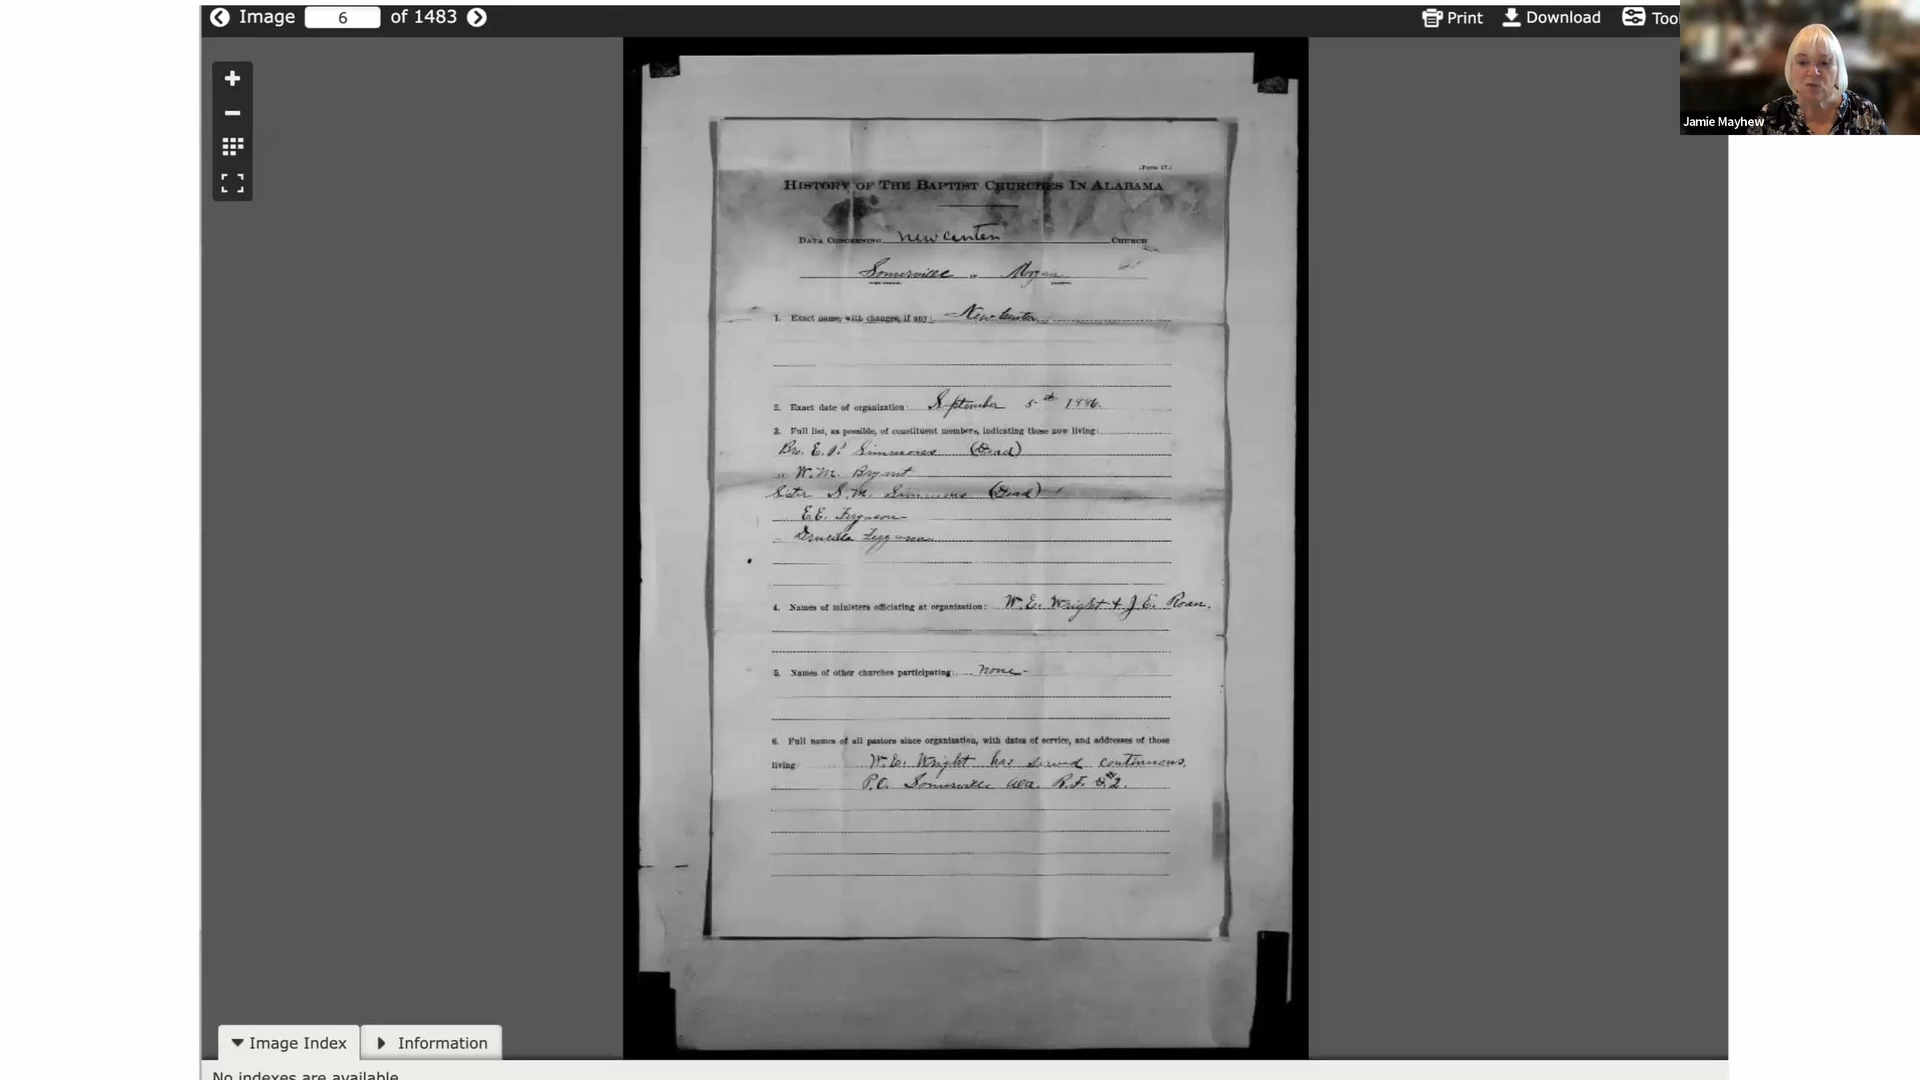 Image 6 of 1483
Print Download Too
Jamie Mayhew
(Form 17.)
HISTORY OF THE BAPTIST CHURCHES IN ALABAMA
DATA CONCERNING New Center CHURCH
Somerville IN Morgan
1. Exact name, with changes, if any: New Center
2. Exact date of organization: September 5th 1886.
3. Full list, as possible, of constituent members, indicating those now living:
Bro. E. P. Simmons (Dead)
" W. M. Bryant
Sister S. M. Simmons (Dead)
E. E. Ferguson
" Drucilla Ferguson
4. Names of ministers officiating at organization: W. E. Wright & J. E. Roan.
5. Names of other churches participating: None
6. Full names of all pastors since organization, with dates of service, and addresses of those
living W. E. Wright has served continuous.
P.O. Somerville Ala. R.F.D. #2.
Image Index Information
No indexes are available